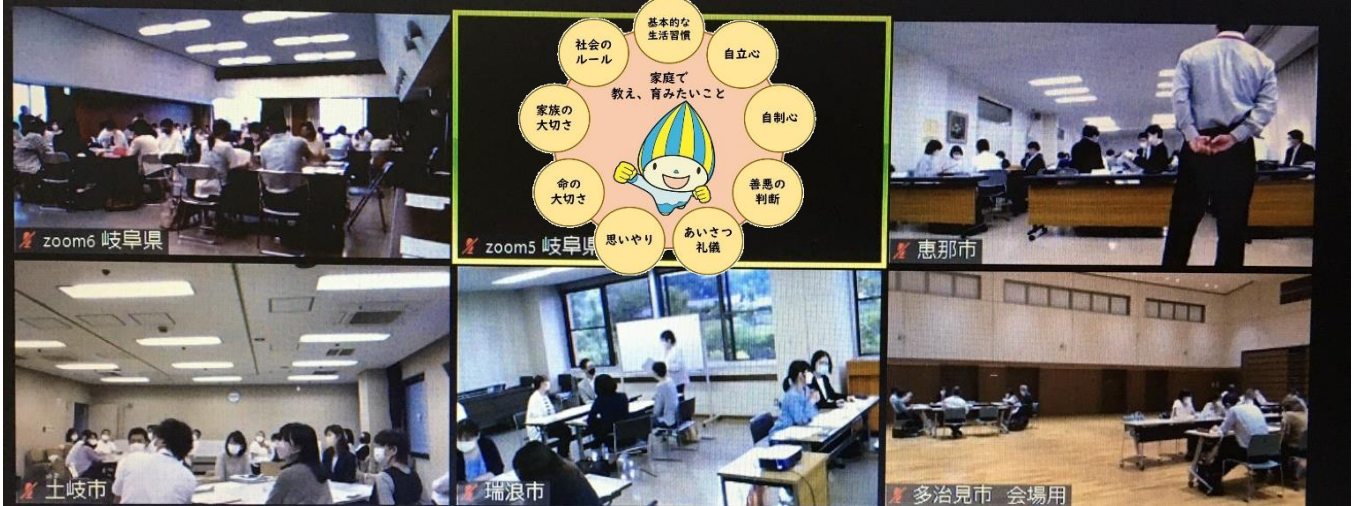 基本的な
生活習慣
社会の
ルール
自立心
家庭で
教え、育みたいこと
家族の
大切さ
自制心
命の
大切さ
善悪の
判断
思いやり
あいさつ
礼儀
zoom6 岐阜県
zoom5 岐阜県
恵那市
土岐市
瑞浪市
多治見市 会場用